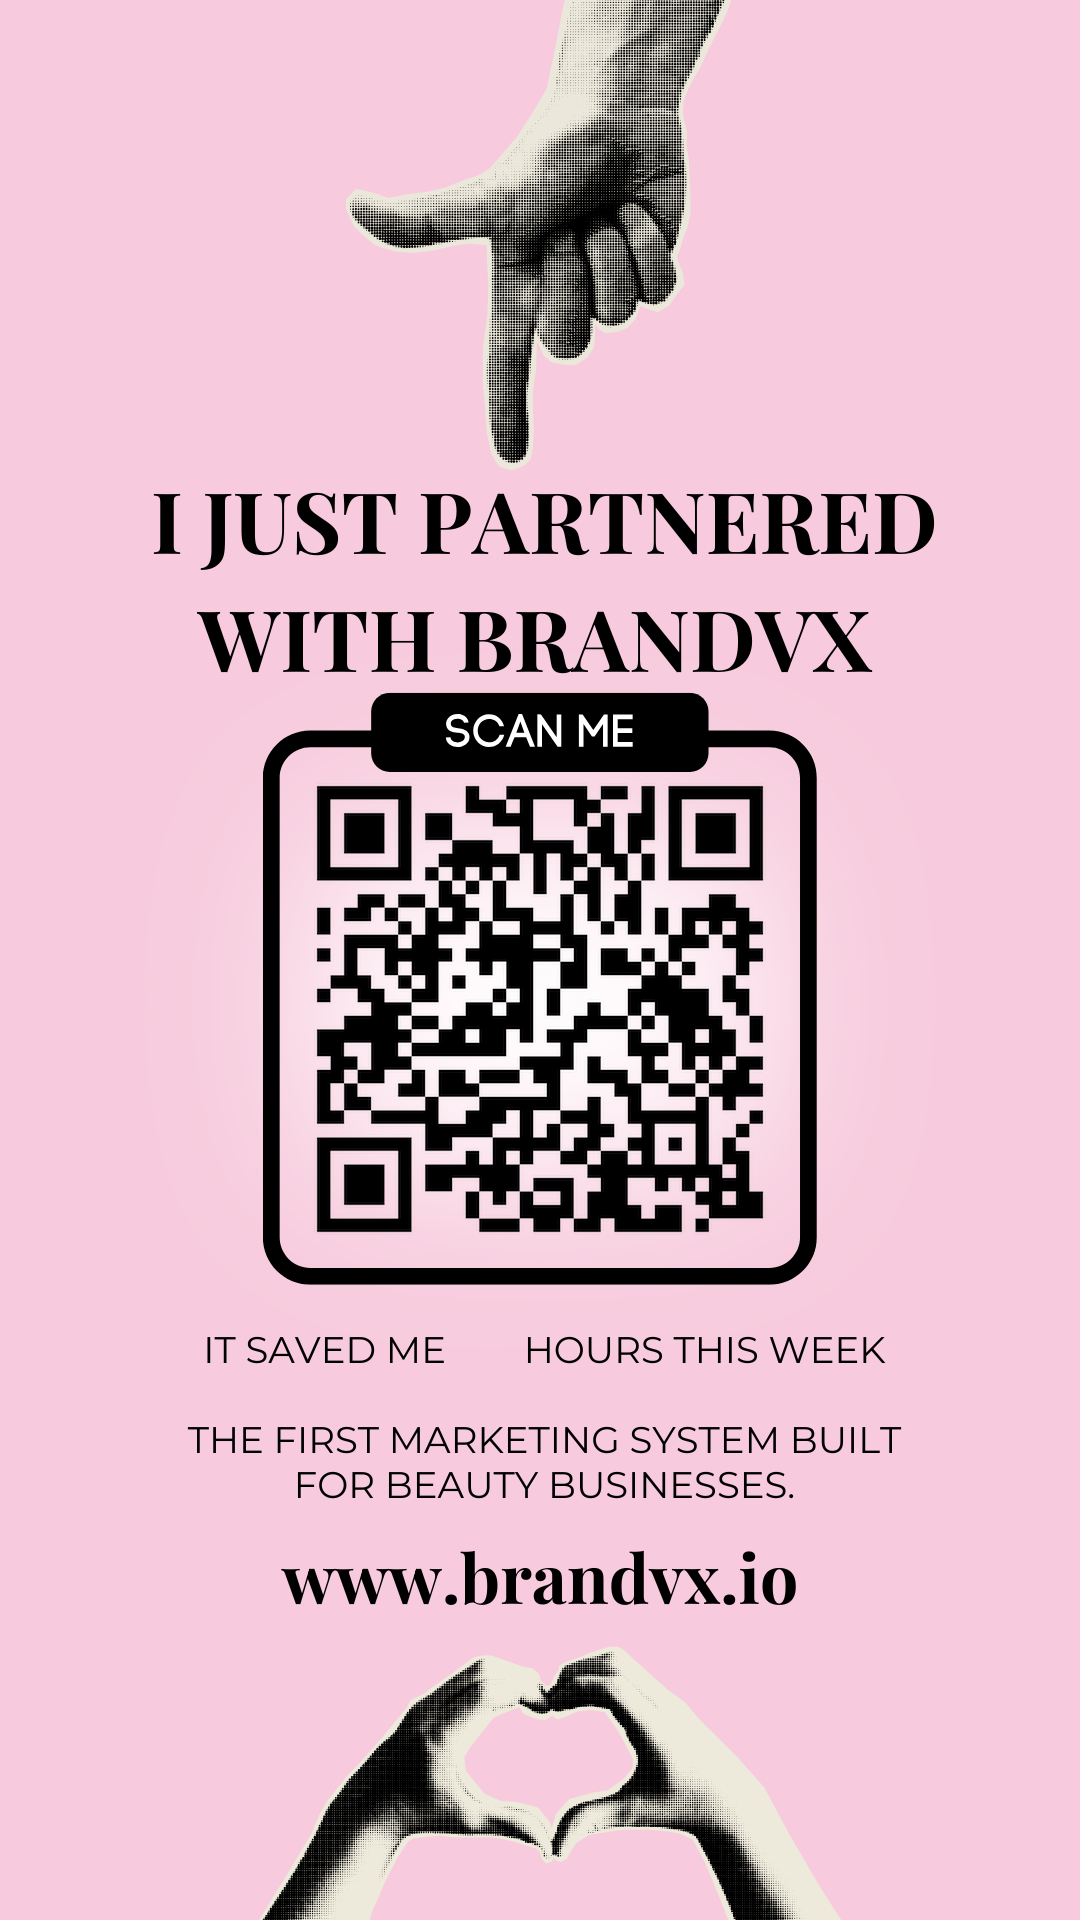 I JUST PARTNERED
WITH BRANDVX
SCAN ME
IT SAVED ME HOURS THIS WEEK
THE FIRST MARKETING SYSTEM BUILT
FOR BEAUTY BUSINESSES.
www.brandvx.io